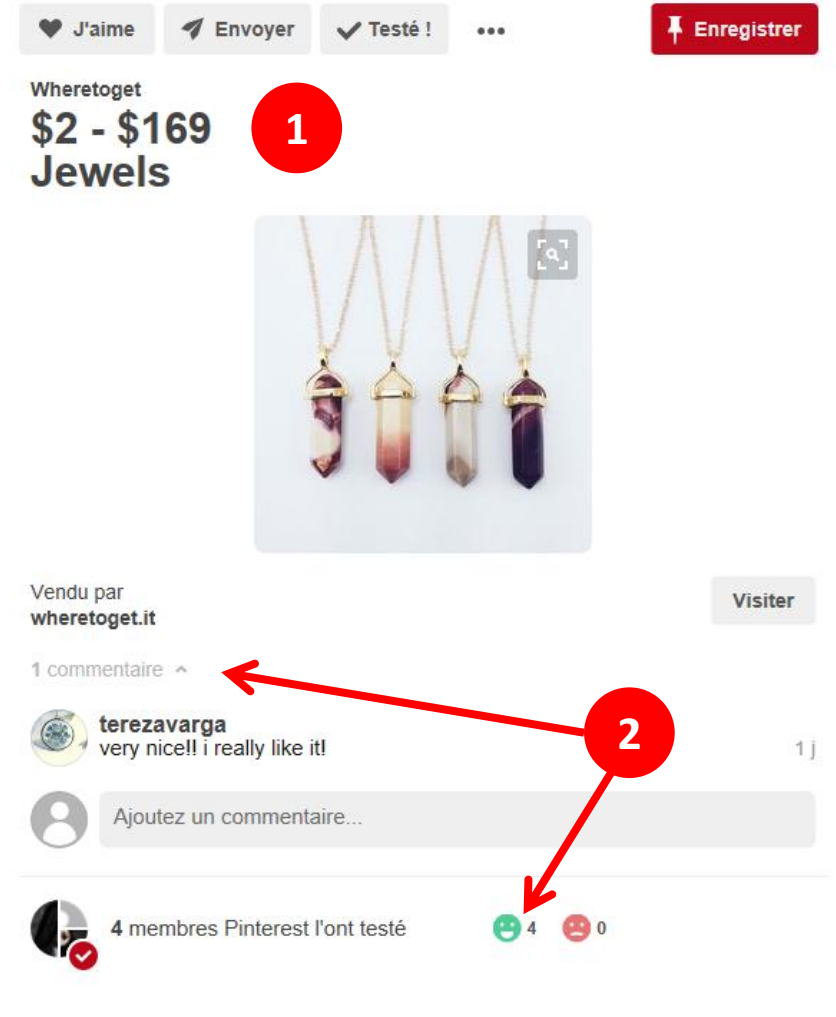 J'aime Envoyer Testé ! Enregistrer
Wheretoget
$2 - $169
Jewels
1
Vendu par
wheretoget.it
Visiter
1 commentaire
terezavarga
very nice!! i really like it!
1 j
2
Ajoutez un commentaire...
4 membres Pinterest l'ont testé 4 0